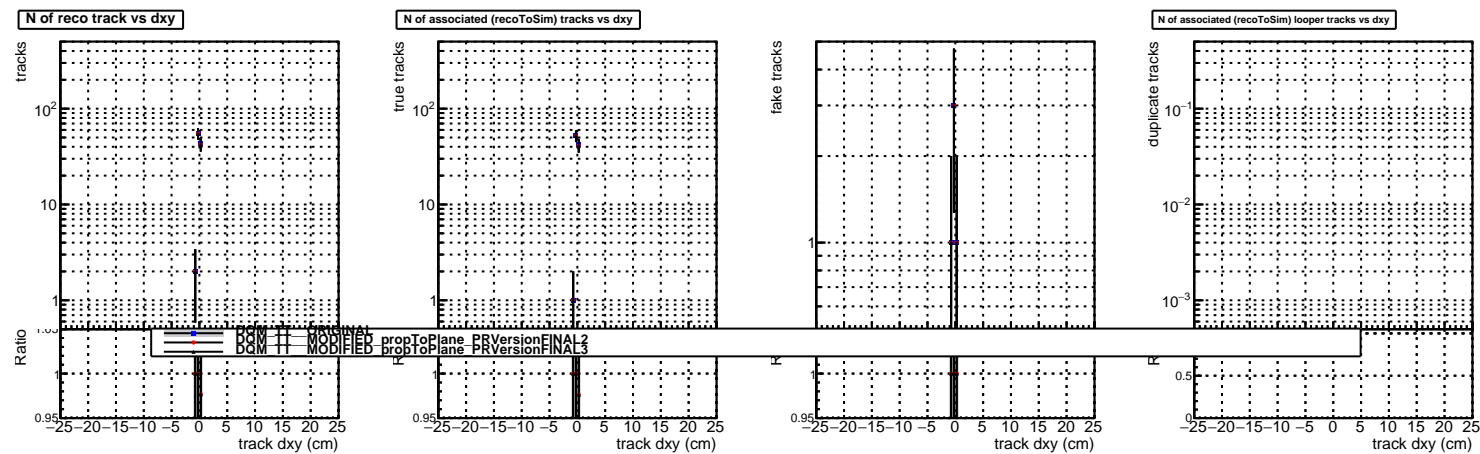 N of reco track vs dxy
N of associated (recoToSim) tracks vs dxy
N of associated (recoToSim) looper tracks vs dxy
tracks
10²
10
1
true tracks
10²
10
1
fake tracks
1
duplicate tracks
10⁻¹
10⁻²
10⁻³
DQM_TT__ORIGINAL
DQM_TT__MODIFIED_propToPlane_PRVersionFINAL2
DQM_TT__MODIFIED_propToPlane_PRVersionFINAL3
Ratio
1.05
1
0.95
−25 −20 −15 −10 −5 0 5 10 15 20 25
track dxy (cm)
1
0.95
−25 −20 −15 −10 −5 0 5 10 15 20 25
track dxy (cm)
1
0.95
−25 −20 −15 −10 −5 0 5 10 15 20 25
track dxy (cm)
0.5
0
−25 −20 −15 −10 −5 0 5 10 15 20 25
track dxy (cm)